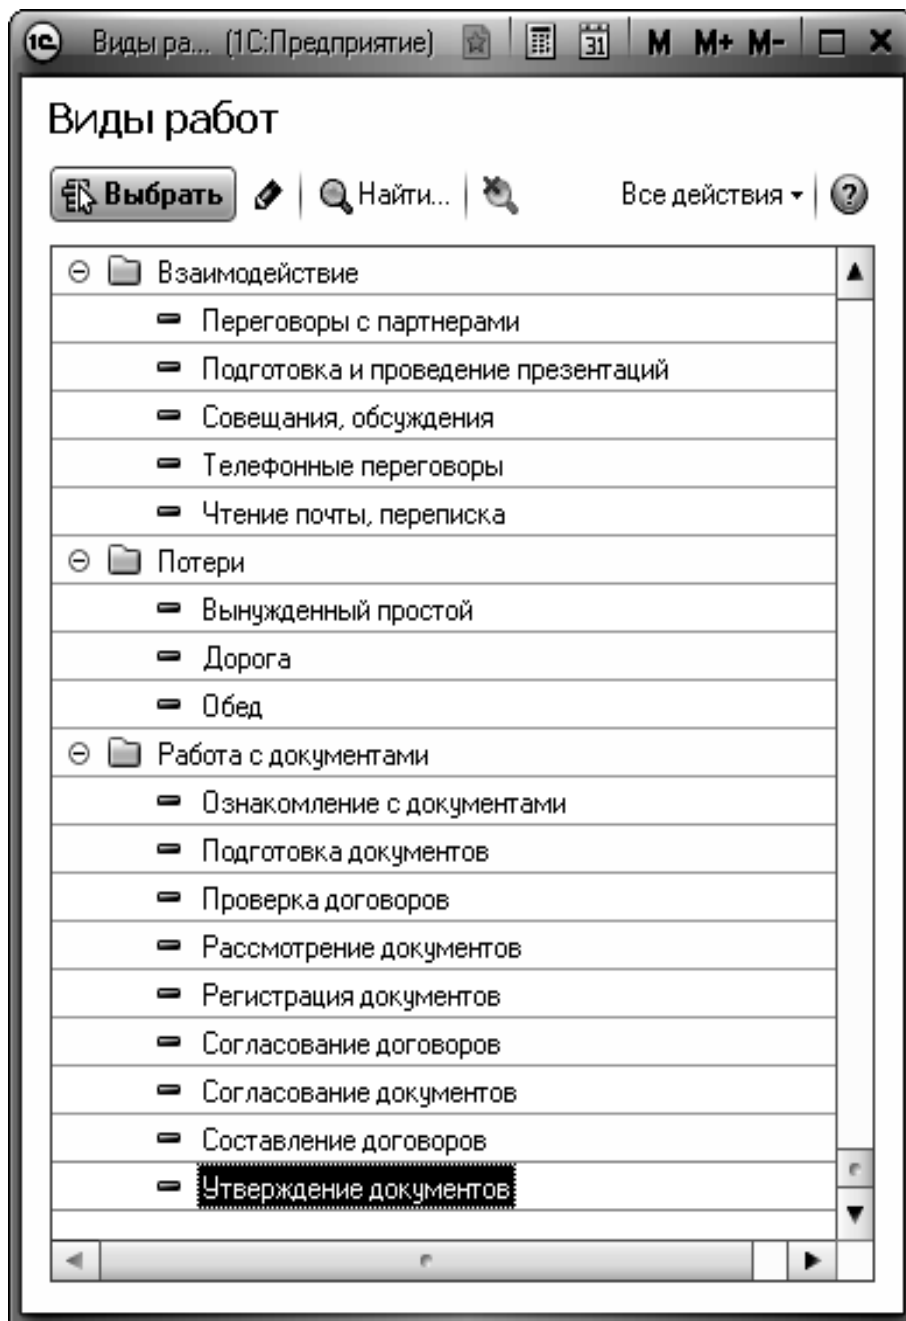 1С Виды ра... (1С:Предприятие) 31 M M+ M-
Виды работ
Выбрать Найти... Все действия ?
Взаимодействие
Переговоры с партнерами
Подготовка и проведение презентаций
Совещания, обсуждения
Телефонные переговоры
Чтение почты, переписка
Потери
Вынужденный простой
Дорога
Обед
Работа с документами
Ознакомление с документами
Подготовка документов
Проверка договоров
Рассмотрение документов
Регистрация документов
Согласование договоров
Согласование документов
Составление договоров
Утверждение документов